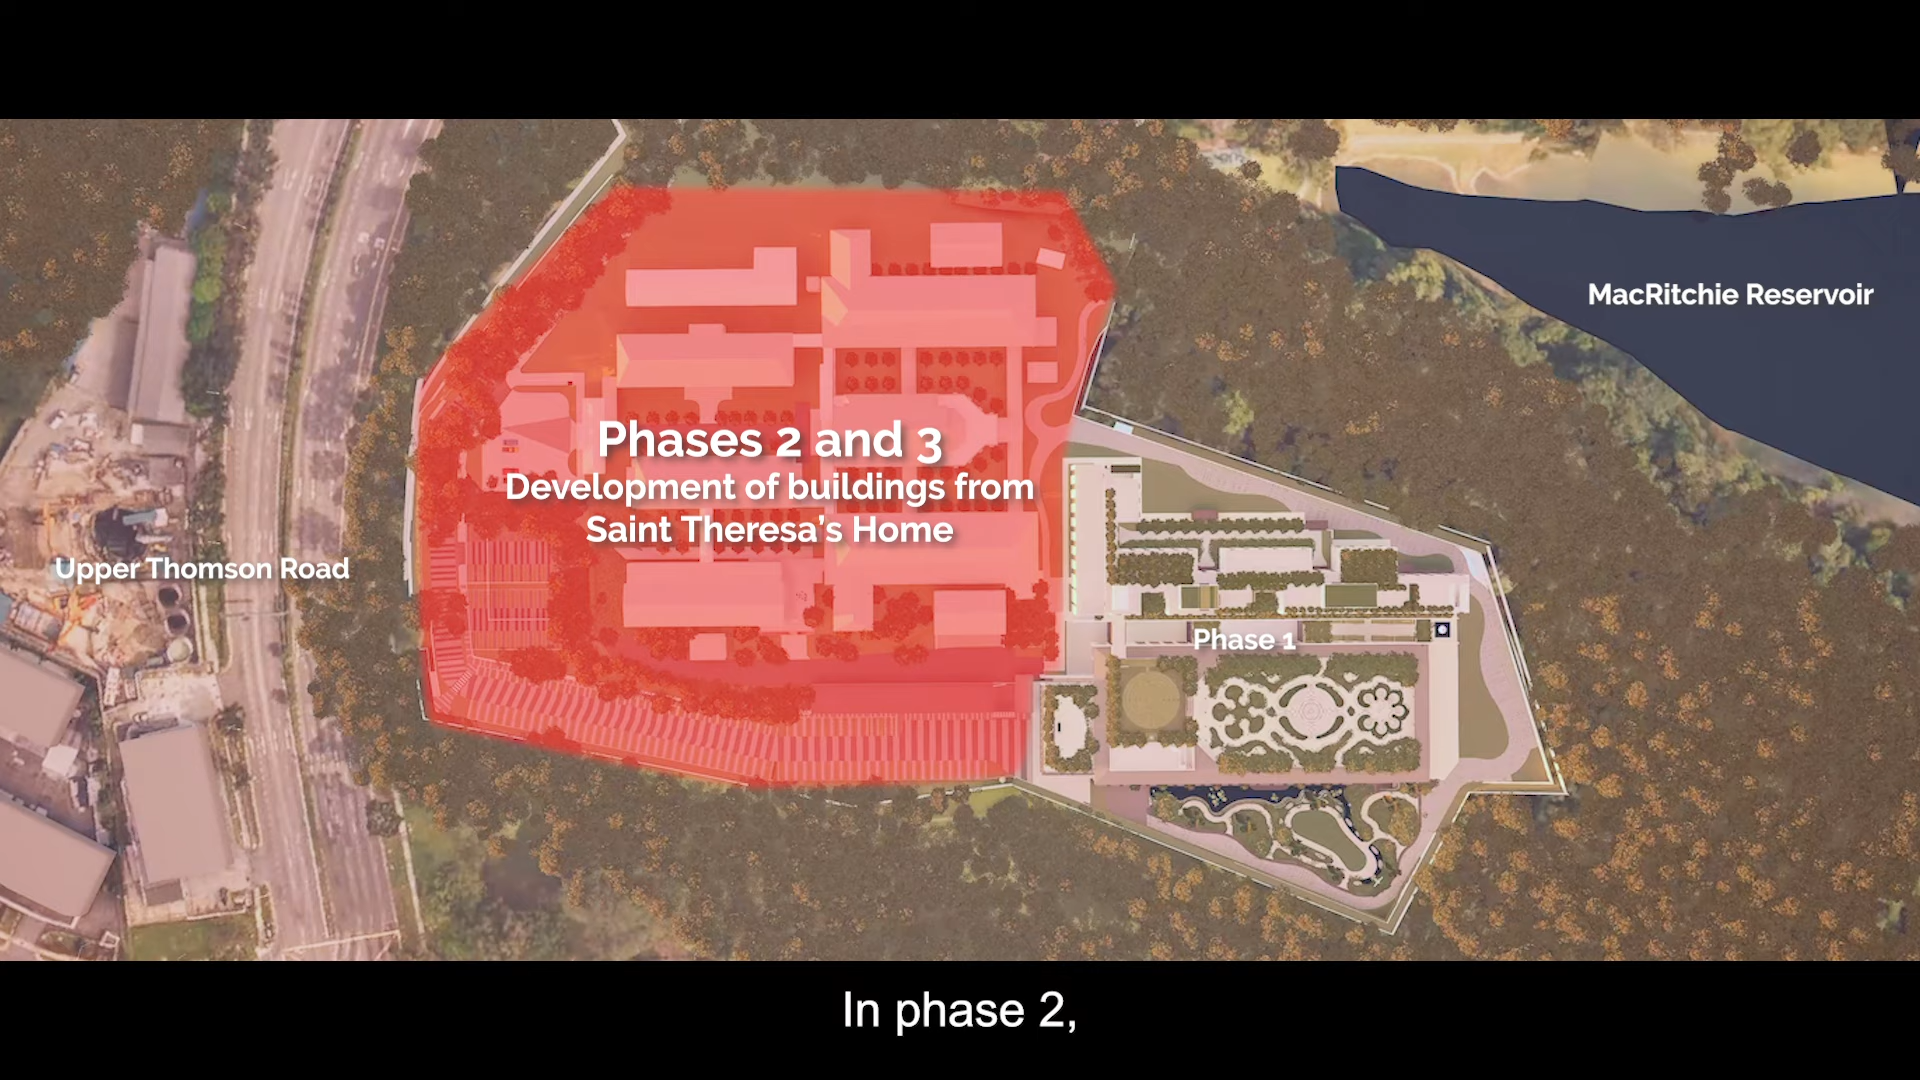 MacRitchie Reservoir
Phases 2 and 3
Development of buildings from
Saint Theresa's Home
Upper Thomson Road
Phase 1
In phase 2,